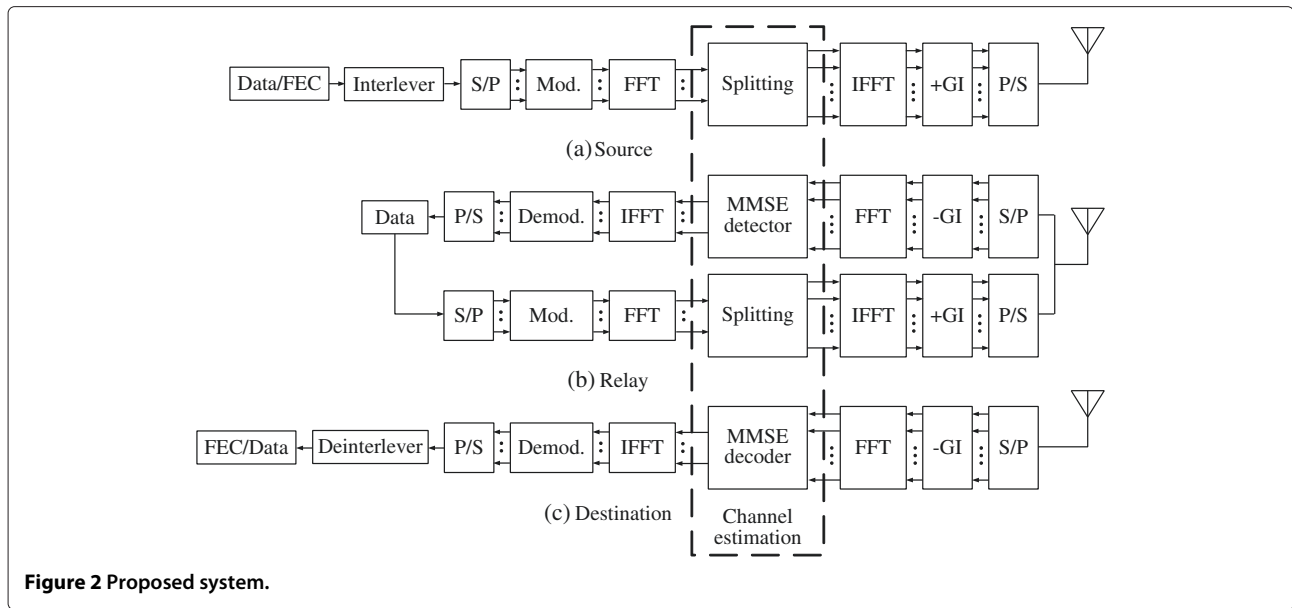 Data/FEC Interlever S/P Mod. FFT Splitting IFFT +GI P/S
(a) Source
Data P/S Demod. IFFT MMSE detector FFT -GI S/P
S/P Mod. FFT Splitting IFFT +GI P/S
(b) Relay
FEC/Data Deinterlever P/S Demod. IFFT MMSE decoder FFT -GI S/P
(c) Destination
Channel
estimation
Figure 2 Proposed system.